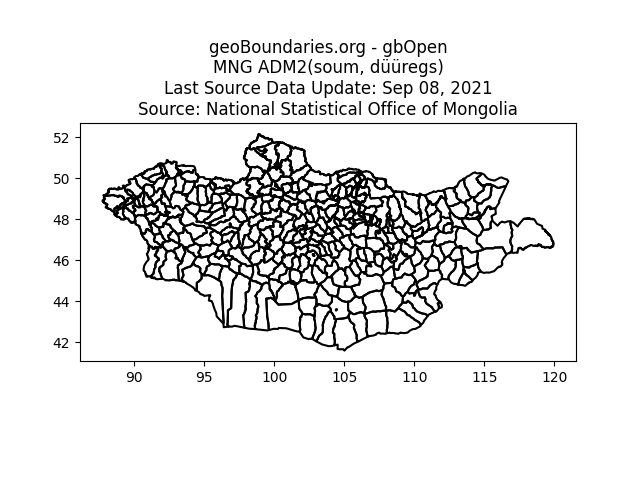 geoBoundaries.org - gbOpen
MNG ADM2(soum, düüregs)
Last Source Data Update: Sep 08, 2021
Source: National Statistical Office of Mongolia
52
50
48
46
44
42
90 95 100 105 110 115 120